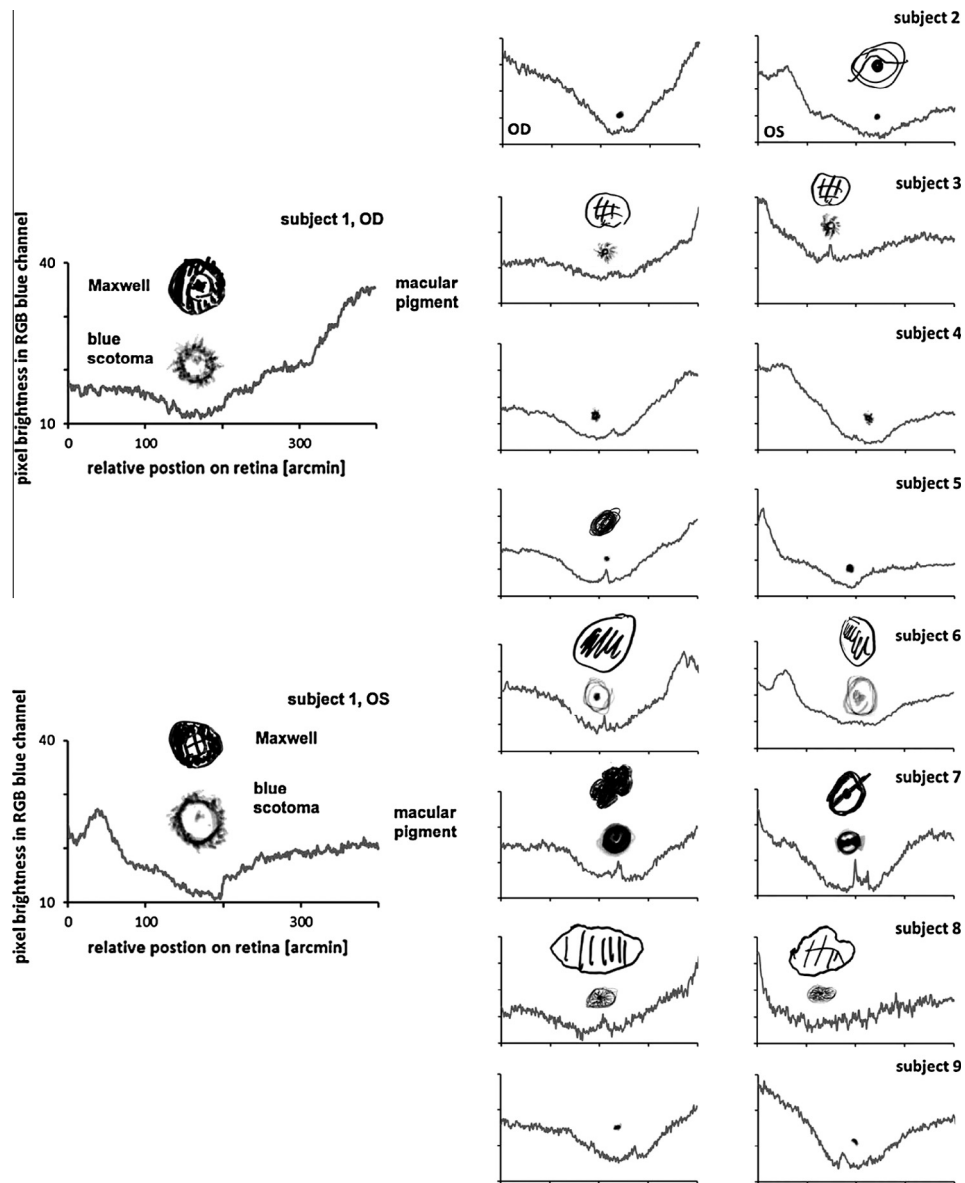 subject 2
OD
OS
subject 3
subject 1, OD
40
Maxwell
macular
pigment
blue
scotoma
pixel brightness in RGB blue channel
10
0
100
300
relative postion on retina [arcmin]
subject 4
subject 5
subject 6
subject 1, OS
40
Maxwell
blue
scotoma
macular
pigment
pixel brightness in RGB blue channel
10
0
100
300
relative postion on retina [arcmin]
subject 7
subject 8
subject 9